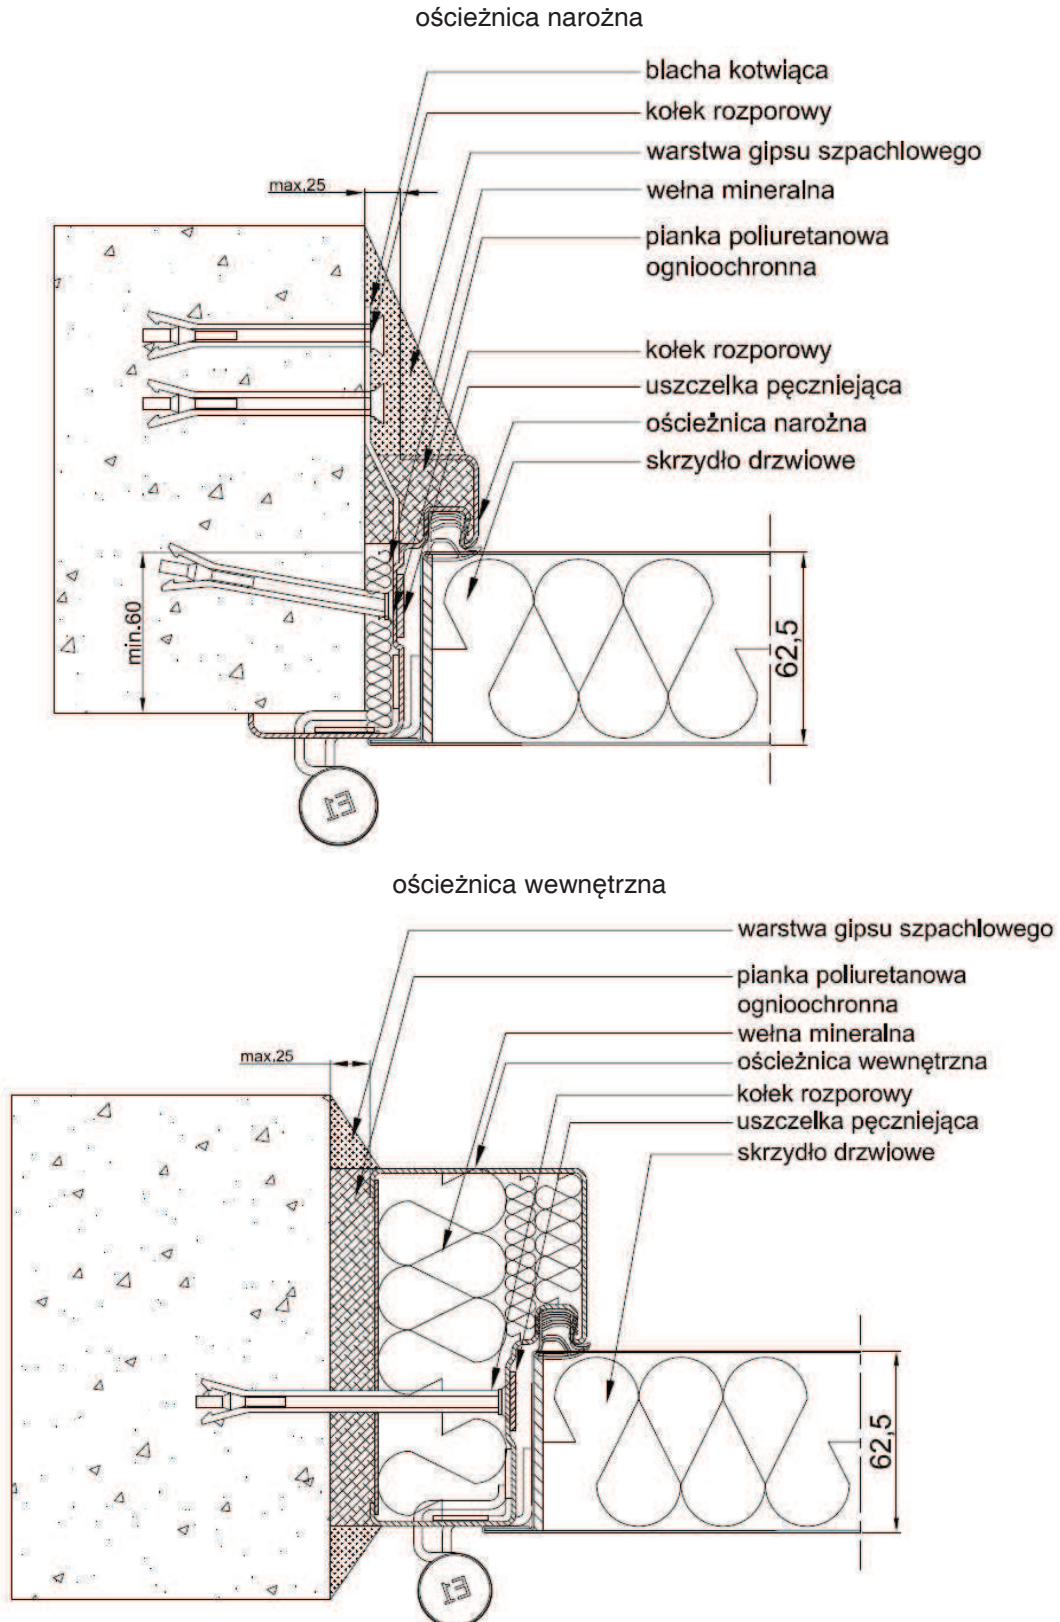 ościeżnica narożna
blacha kotwiąca
kołek rozporowy
warstwa gipsu szpachlowego
wełna mineralna
pianka poliuretanowa
ognioochronna
kołek rozporowy
uszczelka pęczniejąca
ościeżnica narożna
skrzydło drzwiowe
max.25
min.60
62,5
E1
ościeżnica wewnętrzna
warstwa gipsu szpachlowego
pianka poliuretanowa
ognioochronna
wełna mineralna
ościeżnica wewnętrzna
kołek rozporowy
uszczelka pęczniejąca
skrzydło drzwiowe
max.25
62,5
E1